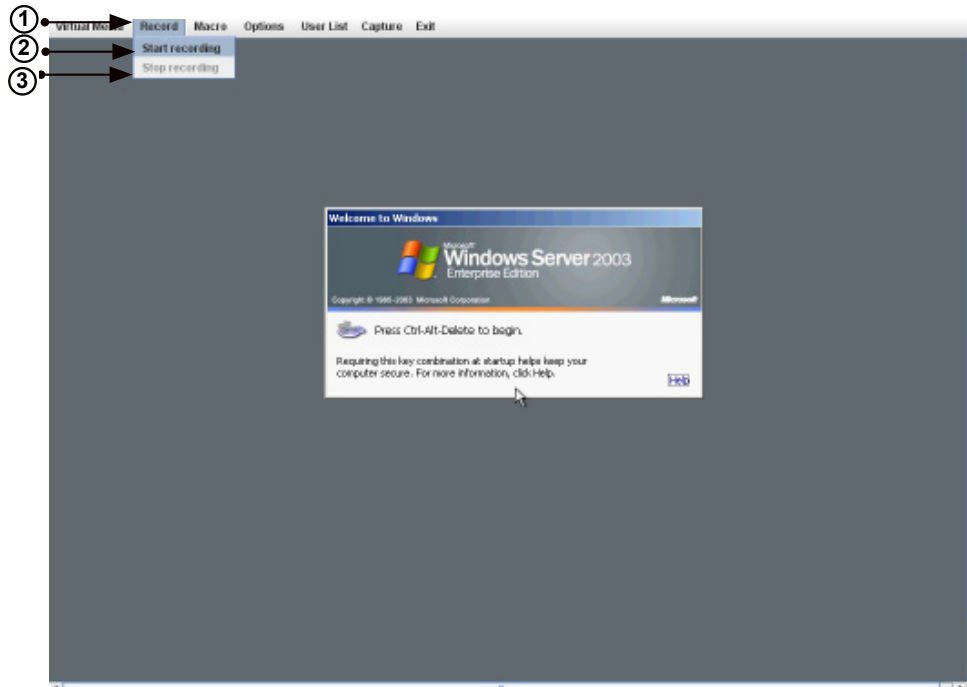 1
Virtual Media Record Macro Options User List Capture Exit
2
Start recording
3
Stop recording
Welcome to Windows
Microsoft
Windows Server 2003
Enterprise Edition
Copyright © 1985-2003 Microsoft Corporation
Microsoft
Press Ctrl-Alt-Delete to begin.
Requiring this key combination at startup helps keep your
computer secure. For more information, click Help.
Help